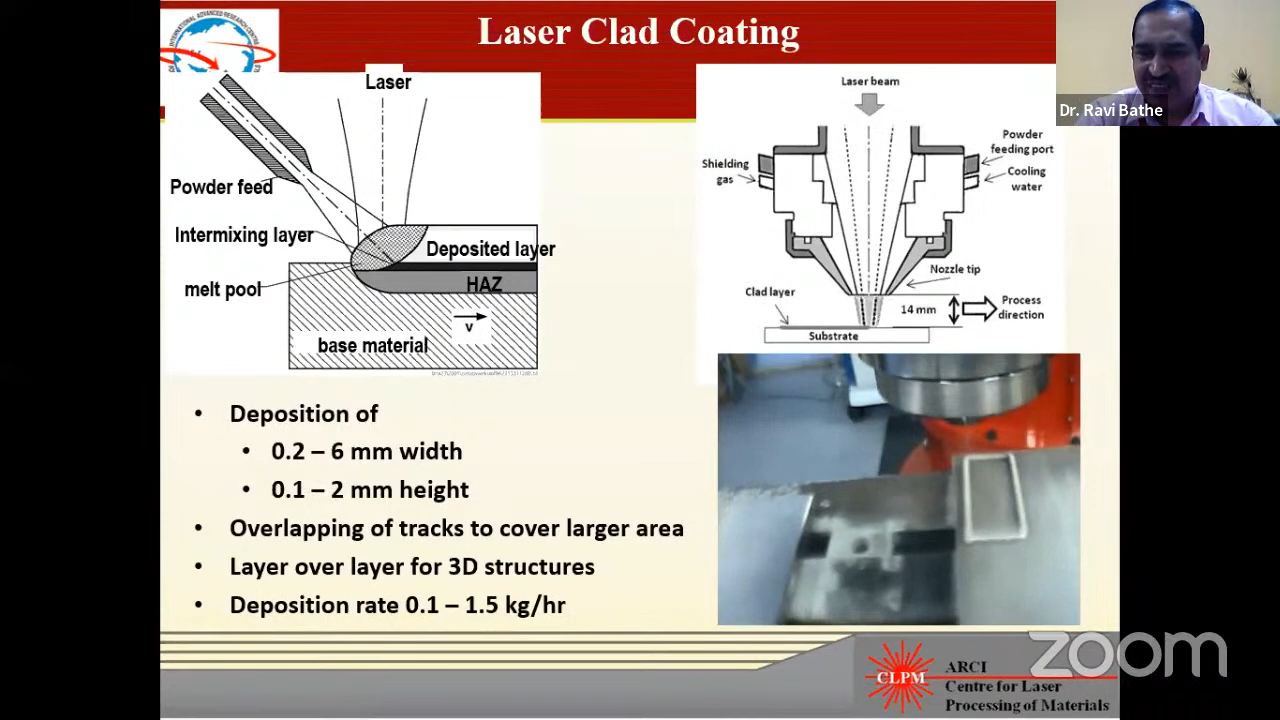 Laser Clad Coating
INTERNATIONAL ADVANCED RESEARCH CENTRE
Dr. Ravi Bathe
Laser
Powder feed
Intermixing layer
Deposited layer
melt pool
HAZ
v
base material
Laser beam
Shielding
gas
Powder
feeding port
Cooling
water
Nozzle tip
Clad layer
14 mm
Process
direction
Substrate
• Deposition of
• 0.2 – 6 mm width
• 0.1 – 2 mm height
• Overlapping of tracks to cover larger area
• Layer over layer for 3D structures
• Deposition rate 0.1 – 1.5 kg/hr
zoom
CLPM
ARCI
Centre for Laser
Processing of Materials